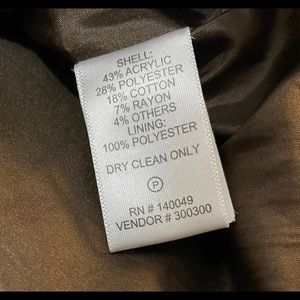 SHELL:
43% ACRYLIC
28% POLYESTER
18% COTTON
7% RAYON
4% OTHERS
LINING:
100% POLYESTER
DRY CLEAN ONLY
P
RN # 140049
VENDOR # 300300